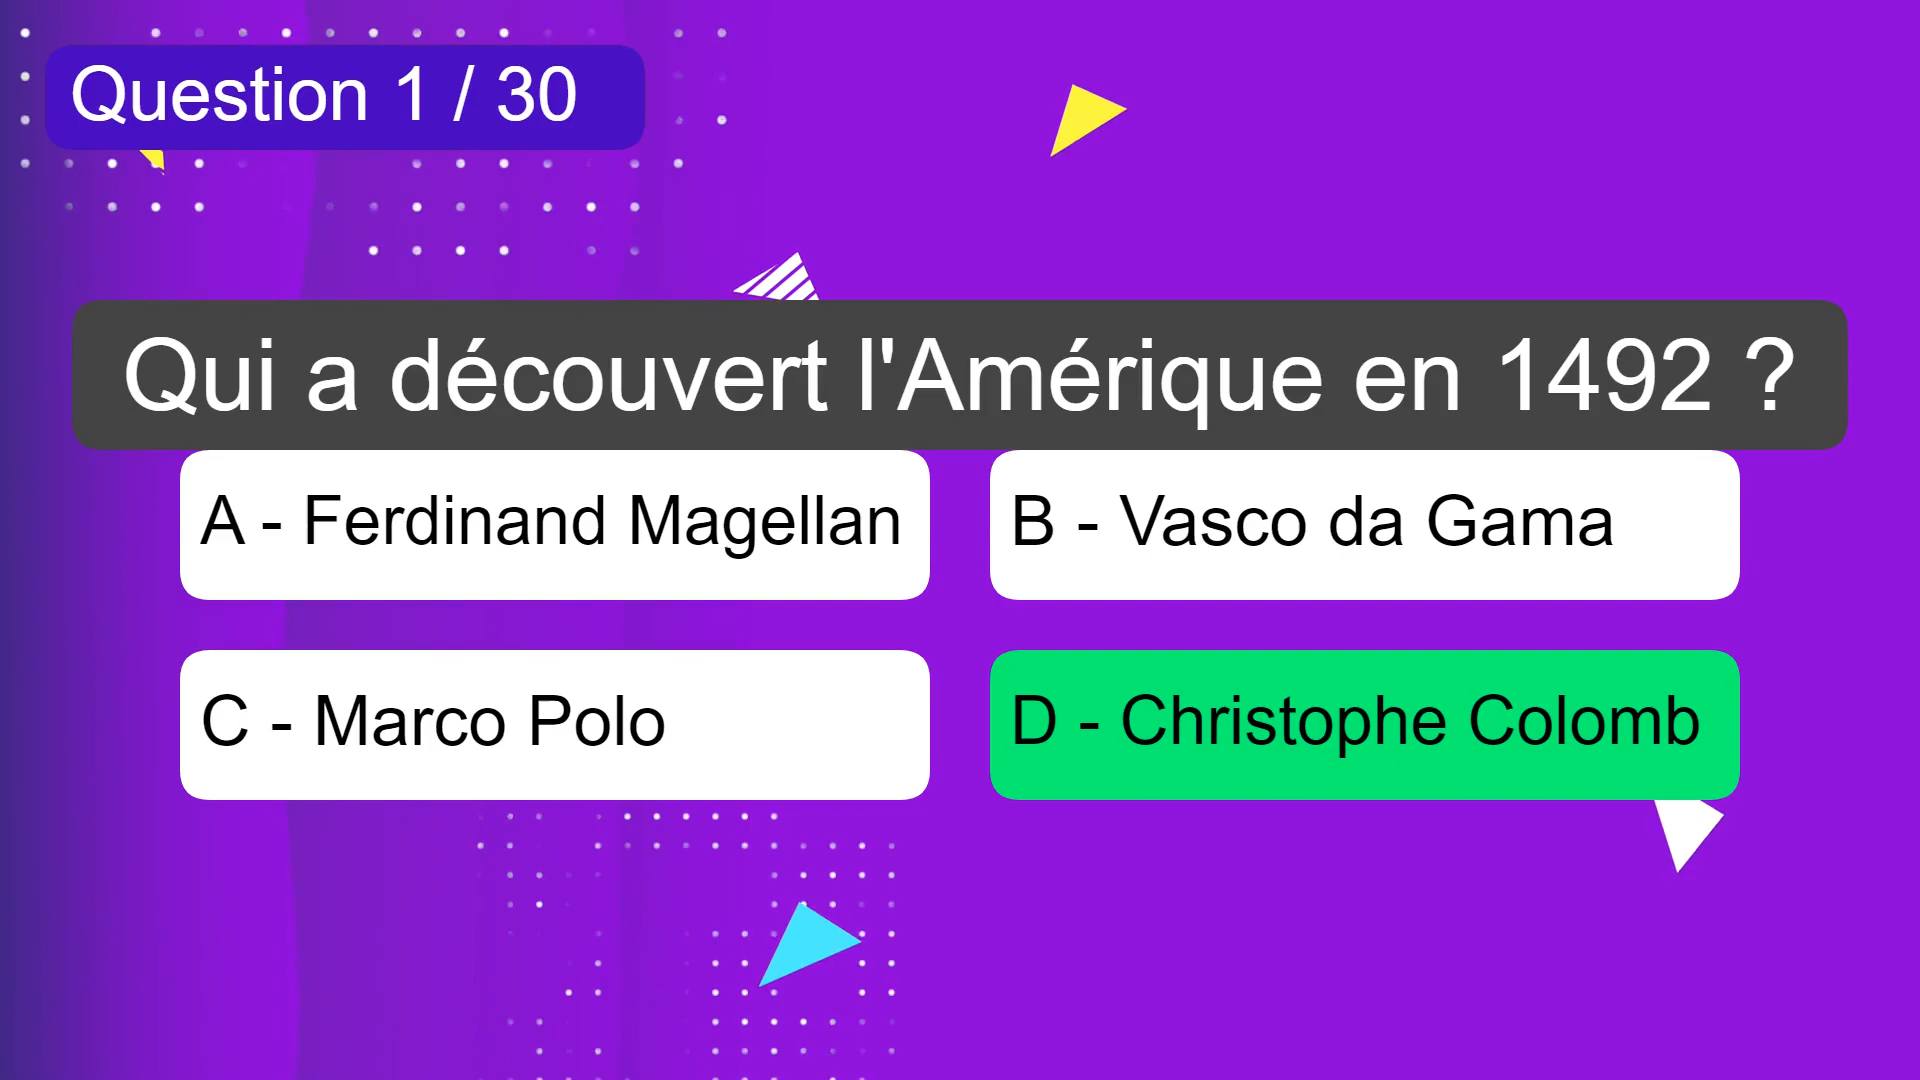 Question 1 / 30
Qui a découvert l'Amérique en 1492 ?
A - Ferdinand Magellan
B - Vasco da Gama
C - Marco Polo
D - Christophe Colomb